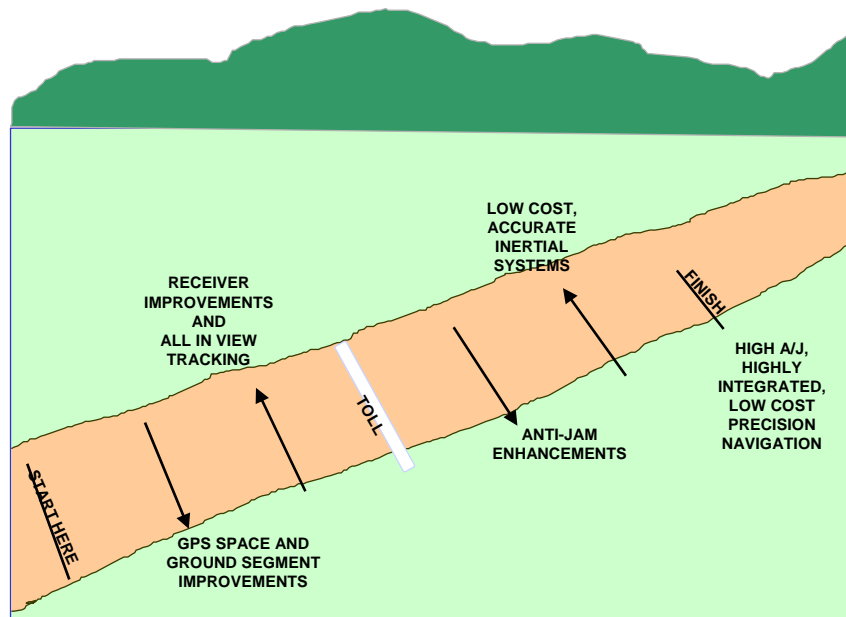 LOW COST,
ACCURATE
INERTIAL
SYSTEMS
RECEIVER
IMPROVEMENTS
AND
ALL IN VIEW
TRACKING
FINISH
HIGH A/J,
HIGHLY
INTEGRATED,
LOW COST
PRECISION
NAVIGATION
TOLL
ANTI-JAM
ENHANCEMENTS
START HERE
GPS SPACE AND
GROUND SEGMENT
IMPROVEMENTS